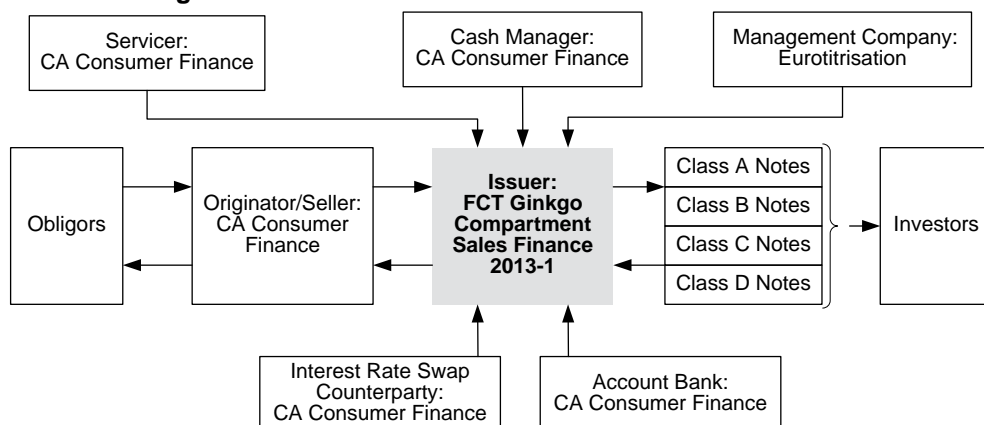 Servicer:
CA Consumer Finance
Cash Manager:
CA Consumer Finance
Management Company:
Eurotitrisation
Obligors
Originator/Seller:
CA Consumer
Finance
Issuer:
FCT Ginkgo
Compartment
Sales Finance
2013-1
Class A Notes
Class B Notes
Class C Notes
Class D Notes
Investors
Interest Rate Swap
Counterparty:
CA Consumer Finance
Account Bank:
CA Consumer Finance